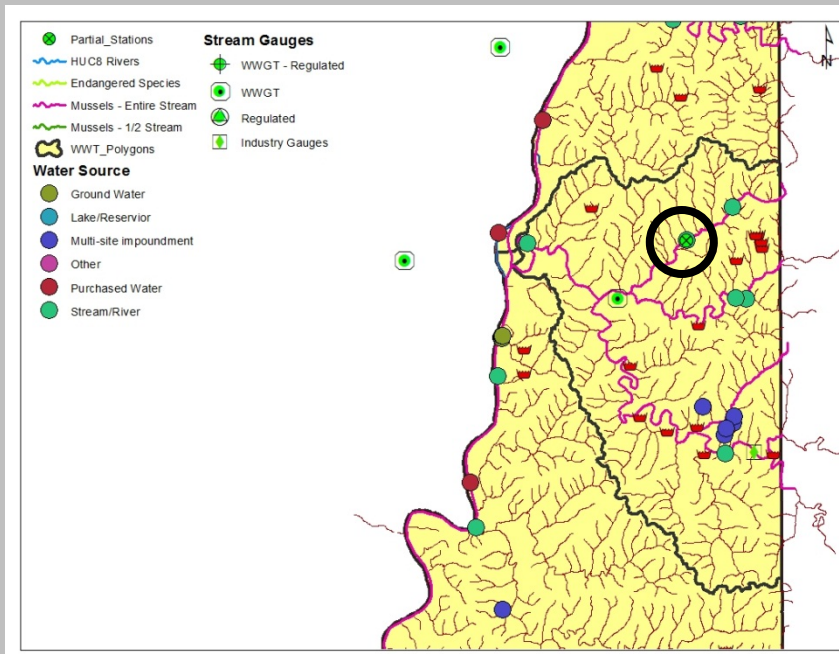 Partial_Stations
HUC8 Rivers
Endangered Species
Mussels - Entire Stream
Mussels - 1/2 Stream
WWT_Polygons
Water Source
Ground Water
Lake/Reservior
Multi-site impoundment
Other
Purchased Water
Stream/River
Stream Gauges
WWGT - Regulated
WWGT
Regulated
Industry Gauges
N